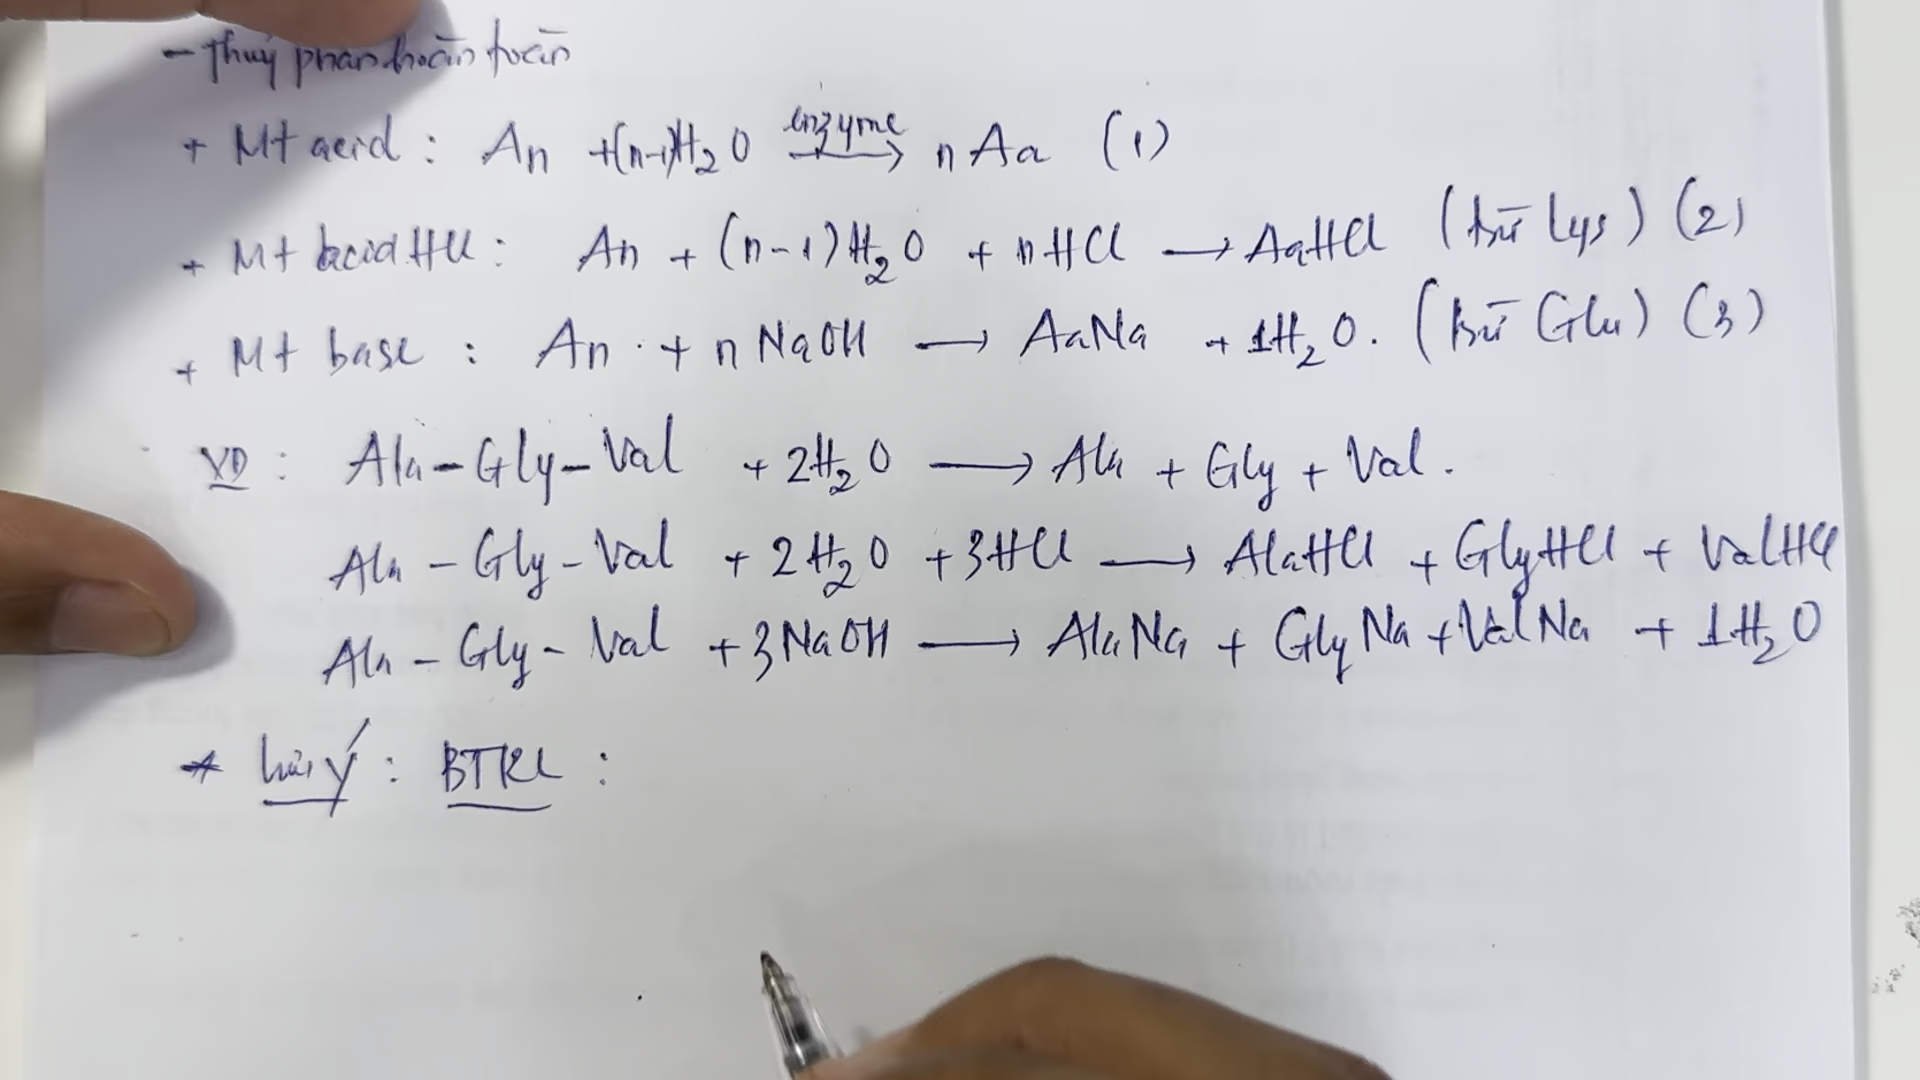 - Thuỷ phân hoàn toàn
+ Mt acid : An +(n-1)H2O enzyme → n Aa (1)
+ Mt acid HCl : An + (n-1)H2O + nHCl → AaHCl (trừ Lys) (2)
+ Mt base : An + n NaOH → AaNa + 1H2O. (trừ Glu) (3)
VD : Ala-Gly-Val + 2H2O → Ala + Gly + Val.
Ala - Gly - Val + 2H2O + 3HCl → AlaHCl + GlyHCl + ValHCl
Ala - Gly - Val + 3NaOH → AlaNa + GlyNa + ValNa + 1H2O
* Lưu ý : BTKL :